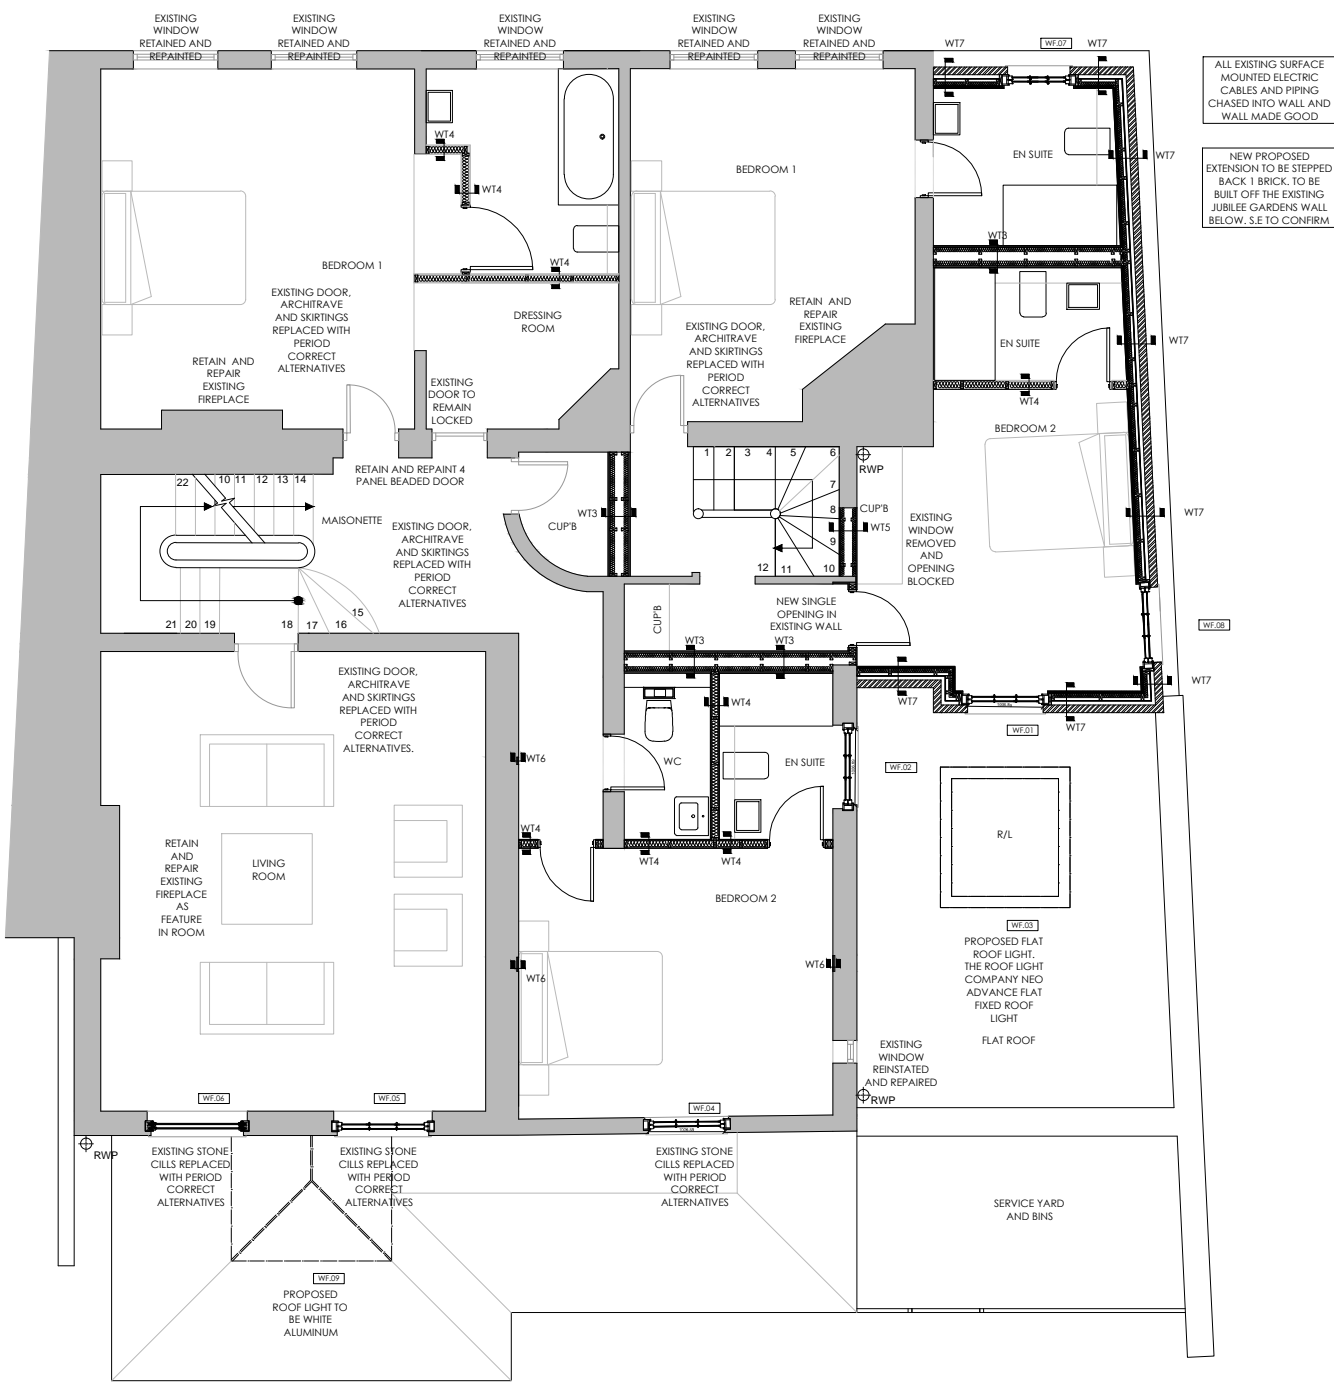 EXISTING
WINDOW
RETAINED AND
REPAINTED
EXISTING
WINDOW
RETAINED AND
REPAINTED
EXISTING
WINDOW
RETAINED AND
REPAINTED
EXISTING
WINDOW
RETAINED AND
REPAINTED
EXISTING
WINDOW
RETAINED AND
REPAINTED
WT7
WF.07
WT7
ALL EXISTING SURFACE
MOUNTED ELECTRIC
CABLES AND PIPING
CHASED INTO WALL AND
WALL MADE GOOD
NEW PROPOSED
EXTENSION TO BE STEPPED
BACK 1 BRICK. TO BE
BUILT OFF THE EXISTING
JUBILEE GARDENS WALL
BELOW. S.E TO CONFIRM
WT4
WT4
WT4
BEDROOM 1
EN SUITE
WT7
WT3
BEDROOM 1
EXISTING DOOR,
ARCHITRAVE
AND SKIRTINGS
REPLACED WITH
PERIOD
CORRECT
ALTERNATIVES
RETAIN AND
REPAIR
EXISTING
FIREPLACE
DRESSING
ROOM
EXISTING
DOOR TO
REMAIN
LOCKED
EXISTING DOOR,
ARCHITRAVE
AND SKIRTINGS
REPLACED WITH
PERIOD
CORRECT
ALTERNATIVES
RETAIN AND
REPAIR
EXISTING
FIREPLACE
EN SUITE
WT7
WT4
BEDROOM 2
RETAIN AND REPAINT 4
PANEL BEADED DOOR
22
10
11
12
13
14
MAISONETTE
EXISTING DOOR,
ARCHITRAVE
AND SKIRTINGS
REPLACED WITH
PERIOD
CORRECT
ALTERNATIVES
CUP'B
WT3
1
2
3
4
5
6
7
8
9
10
11
12
RWP
CUP'B
WT5
EXISTING
WINDOW
REMOVED
AND
OPENING
BLOCKED
WT7
21
20
19
18
17
16
15
CUP'B
NEW SINGLE
OPENING IN
EXISTING WALL
WT3
WT3
WF.08
WT7
WT7
WT7
WF.01
EXISTING DOOR,
ARCHITRAVE
AND SKIRTINGS
REPLACED WITH
PERIOD
CORRECT
ALTERNATIVES.
WT4
WT6
WC
EN SUITE
WF.02
WT4
WT4
WT4
R/L
RETAIN
AND
REPAIR
EXISTING
FIREPLACE
AS
FEATURE
IN ROOM
LIVING
ROOM
BEDROOM 2
WT6
WT6
WF.03
PROPOSED FLAT
ROOF LIGHT.
THE ROOF LIGHT
COMPANY NEO
ADVANCE FLAT
FIXED ROOF
LIGHT
FLAT ROOF
EXISTING
WINDOW
REINSTATED
AND REPAIRED
RWP
WF.06
WF.05
WF.04
RWP
EXISTING STONE
CILLS REPLACED
WITH PERIOD
CORRECT
ALTERNATIVES
EXISTING STONE
CILLS REPLACED
WITH PERIOD
CORRECT
ALTERNATIVES
EXISTING STONE
CILLS REPLACED
WITH PERIOD
CORRECT
ALTERNATIVES
SERVICE YARD
AND BINS
WF.09
PROPOSED
ROOF LIGHT TO
BE WHITE
ALUMINUM